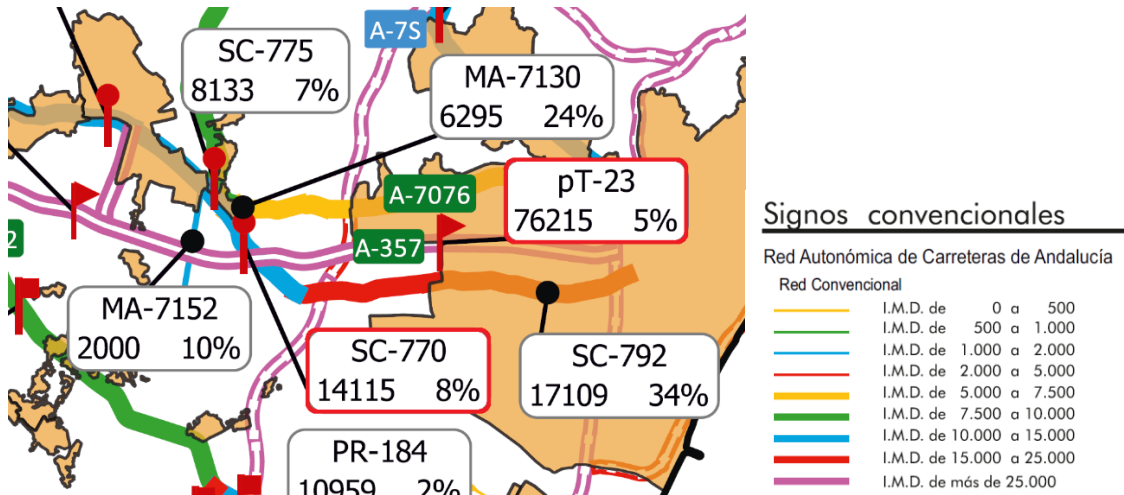 A-7S
SC-775
8133 7%
MA-7130
6295 24%
A-7076
pT-23
76215 5%
A-357
2
MA-7152
2000 10%
SC-770
14115 8%
SC-792
17109 34%
PR-184
10959 2%
Signos convencionales
Red Autonómica de Carreteras de Andalucía
Red Convencional
I.M.D. de 0 a 500
I.M.D. de 500 a 1.000
I.M.D. de 1.000 a 2.000
I.M.D. de 2.000 a 5.000
I.M.D. de 5.000 a 7.500
I.M.D. de 7.500 a 10.000
I.M.D. de 10.000 a 15.000
I.M.D. de 15.000 a 25.000
I.M.D. de más de 25.000